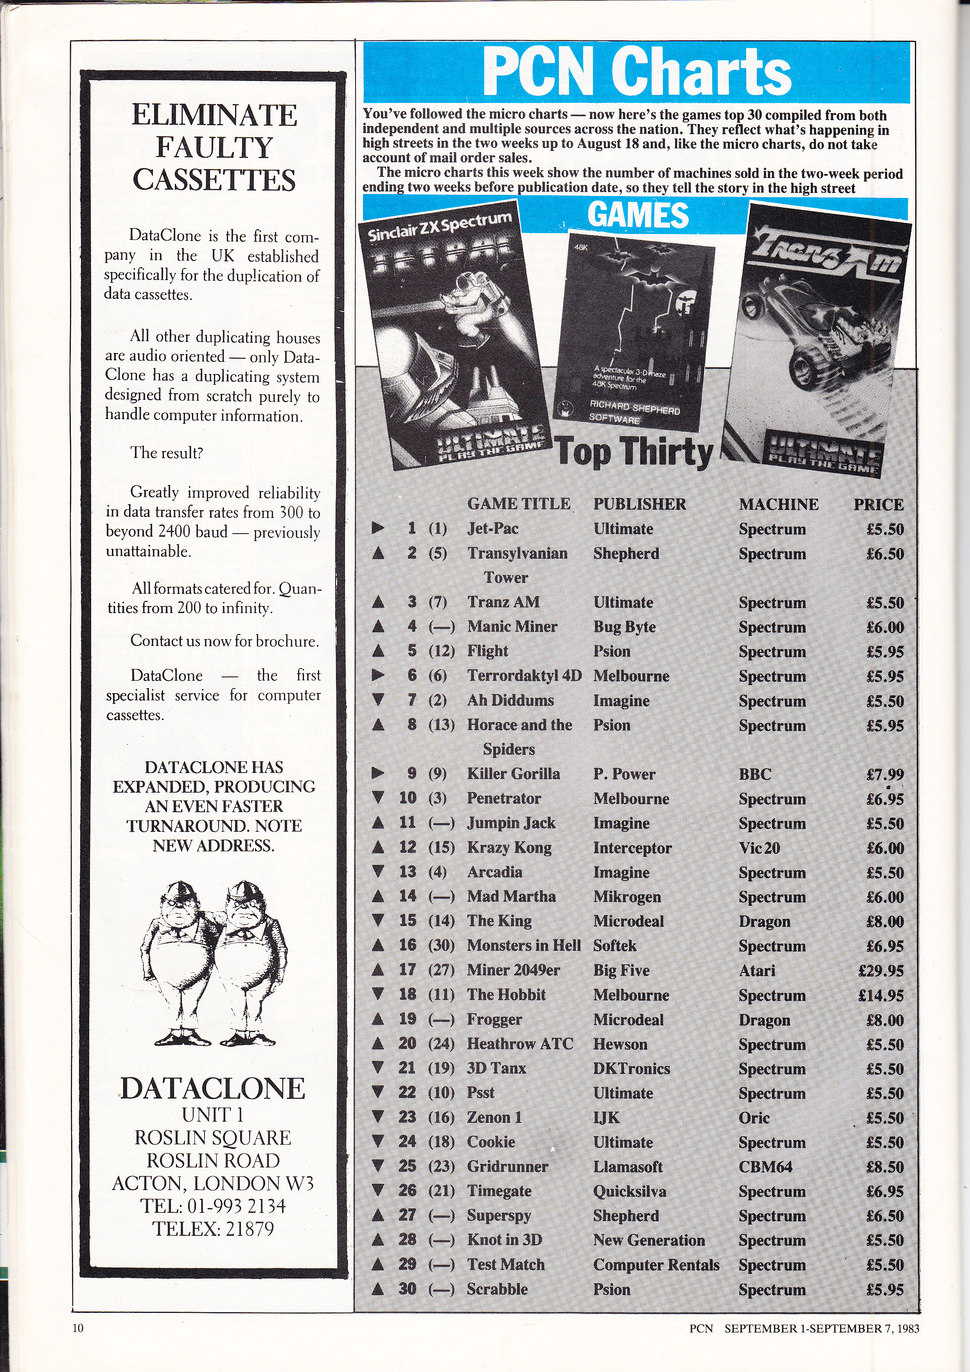 ELIMINATE
FAULTY
CASSETTES
DataClone is the first com-
pany in the UK established
specifically for the duplication of
data cassettes.
All other duplicating houses
are audio oriented — only Data-
Clone has a duplicating system
designed from scratch purely to
handle computer information.
The result?
Greatly improved reliability
in data transfer rates from 300 to
beyond 2400 baud — previously
unattainable.
All formats catered for. Quan-
tities from 200 to infinity.
Contact us now for brochure.
DataClone — the first
specialist service for computer
cassettes.
DATACLONE HAS
EXPANDED, PRODUCING
AN EVEN FASTER
TURNAROUND. NOTE
NEW ADDRESS.
DATACLONE
UNIT 1
ROSLIN SQUARE
ROSLIN ROAD
ACTON, LONDON W3
TEL: 01-993 2134
TELEX: 21879
PCN Charts
You've followed the micro charts — now here's the games top 30 compiled from both
independent and multiple sources across the nation. They reflect what's happening in
high streets in the two weeks up to August 18 and, like the micro charts, do not take
account of mail order sales.
The micro charts this week show the number of machines sold in the two-week period
ending two weeks before publication date, so they tell the story in the high street
GAMES
Sinclair ZX Spectrum
JETPAC
ULTIMATE
PLAY THE GAME
48K
A spectacular 3-D maze
adventure for the
48K Spectrum
RICHARD SHEPHERD
SOFTWARE
Tranz Am
ULTIMATE
PLAY THE GAME
Top Thirty
GAME TITLE PUBLISHER MACHINE PRICE
▶ 1 (1) Jet-Pac Ultimate Spectrum £5.50
▲ 2 (5) Transylvanian Shepherd Spectrum £6.50
Tower
▲ 3 (7) Tranz AM Ultimate Spectrum £5.50
▲ 4 (—) Manic Miner Bug Byte Spectrum £6.00
▲ 5 (12) Flight Psion Spectrum £5.95
▶ 6 (6) Terrordaktyl 4D Melbourne Spectrum £5.95
▼ 7 (2) Ah Diddums Imagine Spectrum £5.50
▲ 8 (13) Horace and the Psion Spectrum £5.95
Spiders
▶ 9 (9) Killer Gorilla P. Power BBC £7.99
▼ 10 (3) Penetrator Melbourne Spectrum £6.95
▲ 11 (—) Jumpin Jack Imagine Spectrum £5.50
▲ 12 (15) Krazy Kong Interceptor Vic 20 £6.00
▼ 13 (4) Arcadia Imagine Spectrum £5.50
▲ 14 (—) Mad Martha Mikrogen Spectrum £6.00
▼ 15 (14) The King Microdeal Dragon £8.00
▲ 16 (30) Monsters in Hell Softek Spectrum £6.95
▲ 17 (27) Miner 2049er Big Five Atari £29.95
▼ 18 (11) The Hobbit Melbourne Spectrum £14.95
▲ 19 (—) Frogger Microdeal Dragon £8.00
▲ 20 (24) Heathrow ATC Hewson Spectrum £5.50
▼ 21 (19) 3D Tanx DKTronics Spectrum £5.50
▼ 22 (10) Psst Ultimate Spectrum £5.50
▼ 23 (16) Zenon 1 IJK Oric £5.50
▼ 24 (18) Cookie Ultimate Spectrum £5.50
▼ 25 (23) Gridrunner Llamasoft CBM64 £8.50
▼ 26 (21) Timegate Quicksilva Spectrum £6.95
▲ 27 (—) Superspy Shepherd Spectrum £6.50
▲ 28 (—) Knot in 3D New Generation Spectrum £5.50
▲ 29 (—) Test Match Computer Rentals Spectrum £5.50
▲ 30 (—) Scrabble Psion Spectrum £5.95
10
PCN SEPTEMBER 1-SEPTEMBER 7, 1983